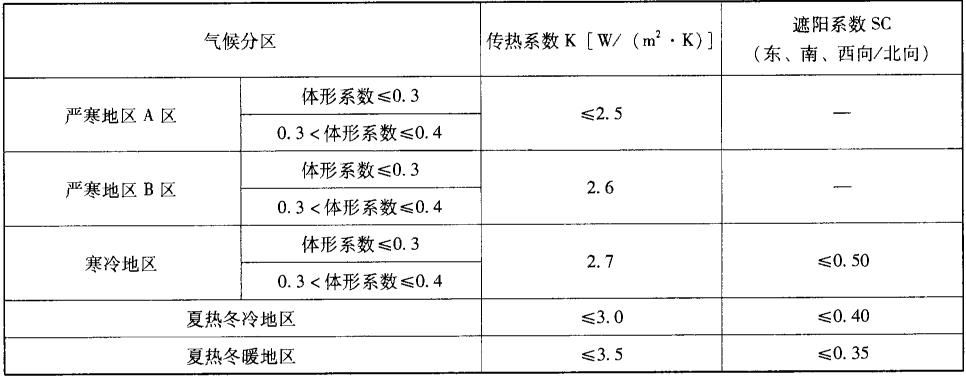 气候分区
传热系数 K [W/ (m²·K)]
遮阳系数 SC
(东、南、西向/北向)
严寒地区 A 区
体形系数≤0.3
0.3<体形系数≤0.4
≤2.5
—
严寒地区 B 区
体形系数≤0.3
0.3<体形系数≤0.4
2.6
—
寒冷地区
体形系数≤0.3
0.3<体形系数≤0.4
2.7
≤0.50
夏热冬冷地区
≤3.0
≤0.40
夏热冬暖地区
≤3.5
≤0.35